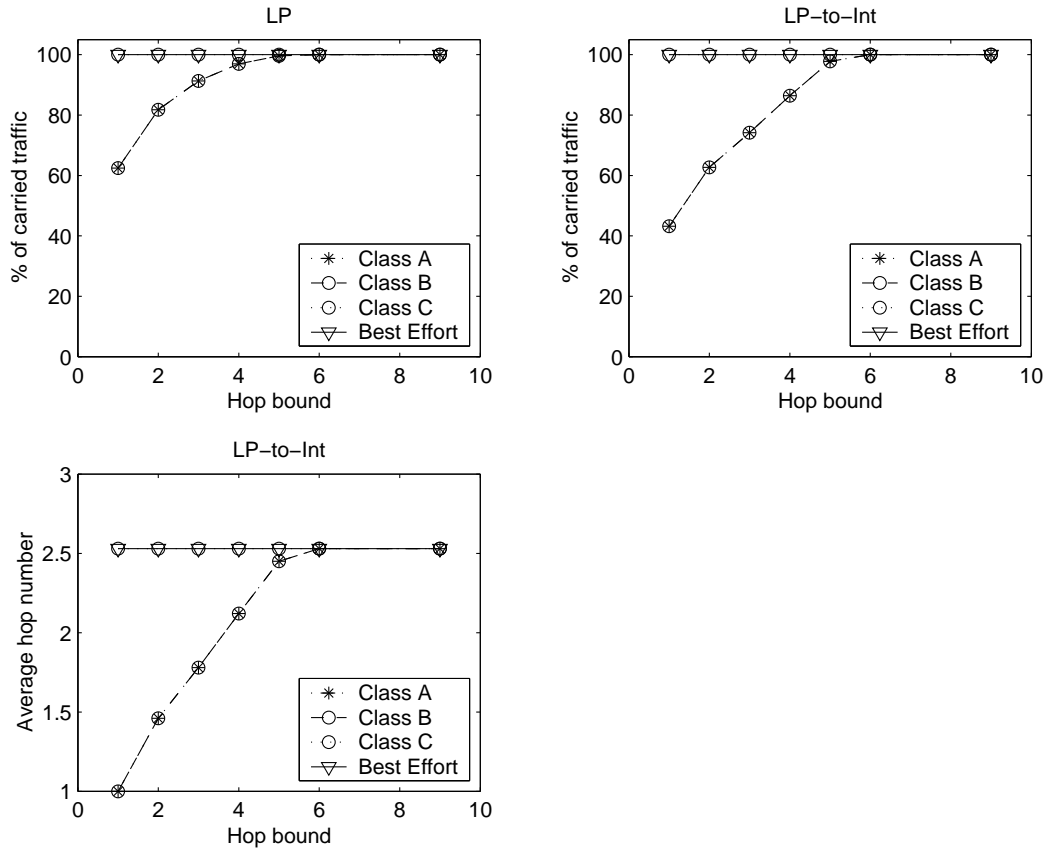 LP
% of carried traffic
100
80
60
40
20
0
0 2 4 6 8 10
Hop bound
Class A
Class B
Class C
Best Effort
LP−to−Int
% of carried traffic
100
80
60
40
20
0
0 2 4 6 8 10
Hop bound
Class A
Class B
Class C
Best Effort
LP−to−Int
Average hop number
3
2.5
2
1.5
1
0 2 4 6 8 10
Hop bound
Class A
Class B
Class C
Best Effort